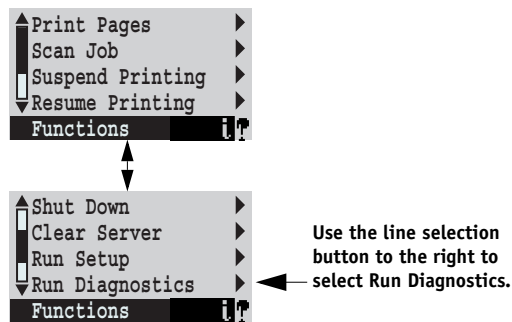 Print Pages
Scan Job
Suspend Printing
Resume Printing
Functions
Shut Down
Clear Server
Run Setup
Run Diagnostics
Functions
Use the line selection
button to the right to
select Run Diagnostics.